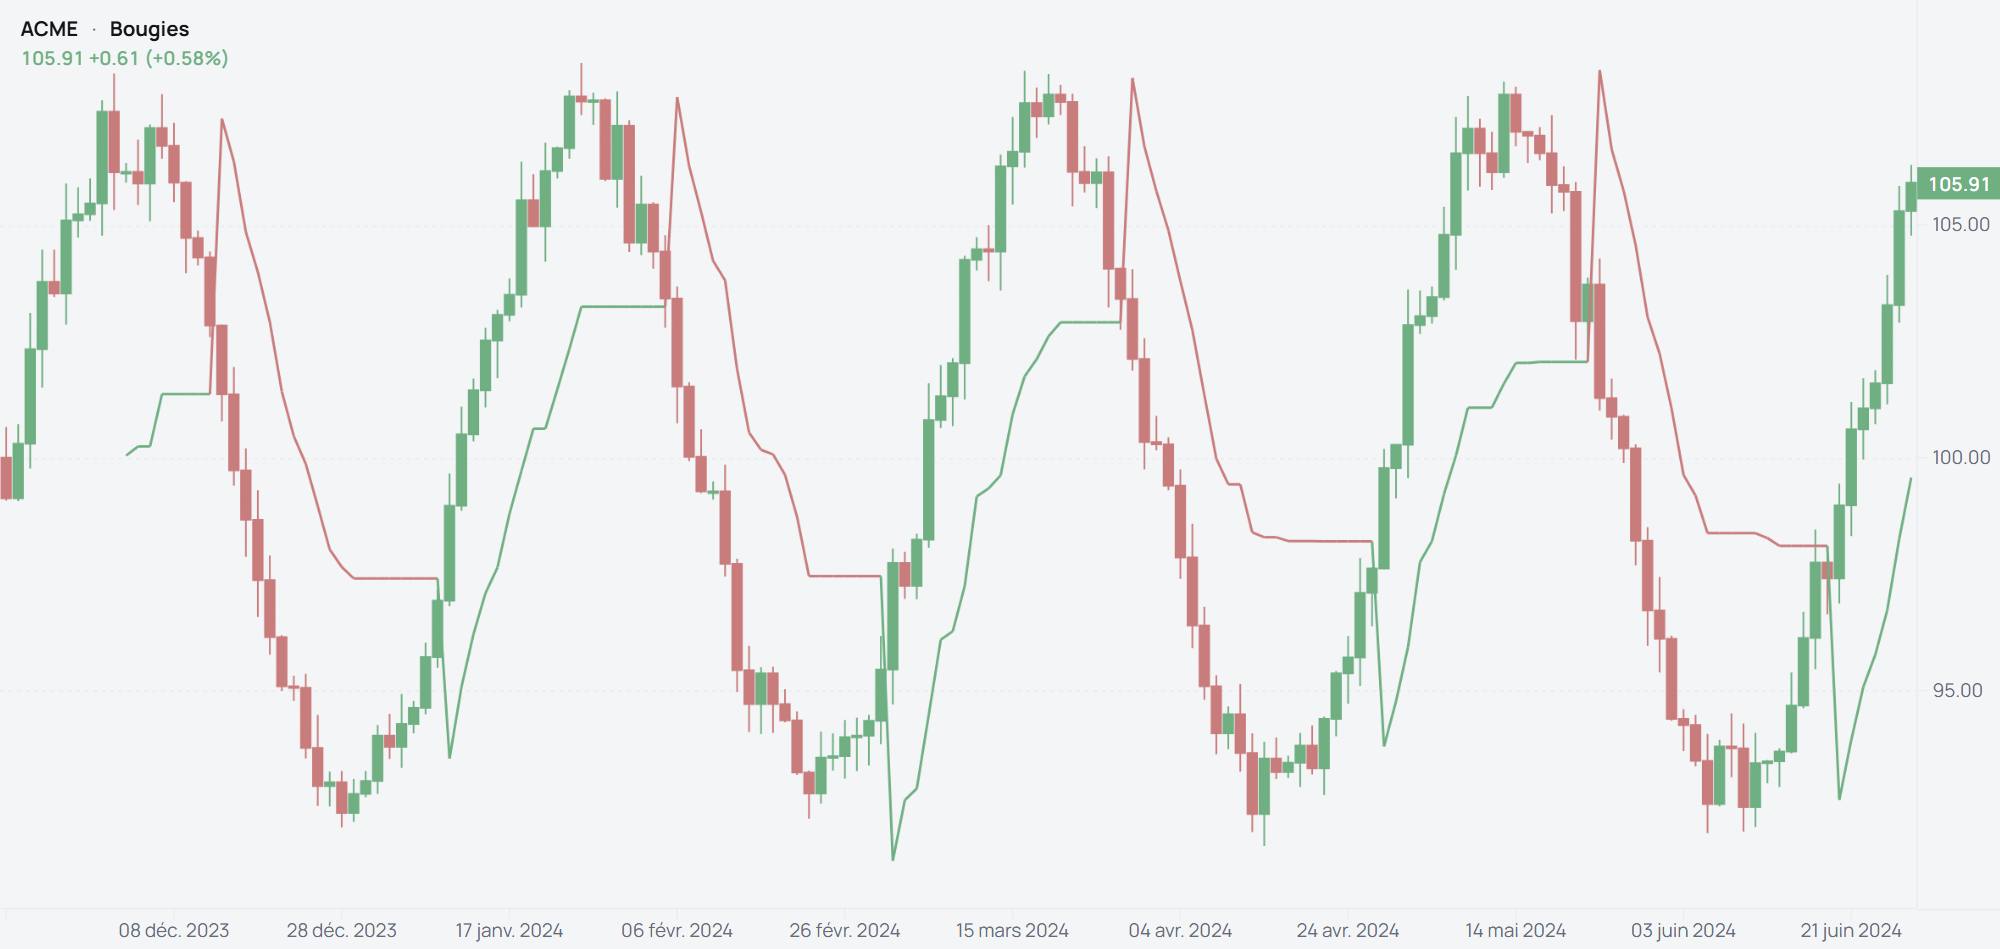 ACME · Bougies
105.91 +0.61 (+0.58%)
105.91
105.00
100.00
95.00
08 déc. 2023
28 déc. 2023
17 janv. 2024
06 févr. 2024
26 févr. 2024
15 mars 2024
04 avr. 2024
24 avr. 2024
14 mai 2024
03 juin 2024
21 juin 2024